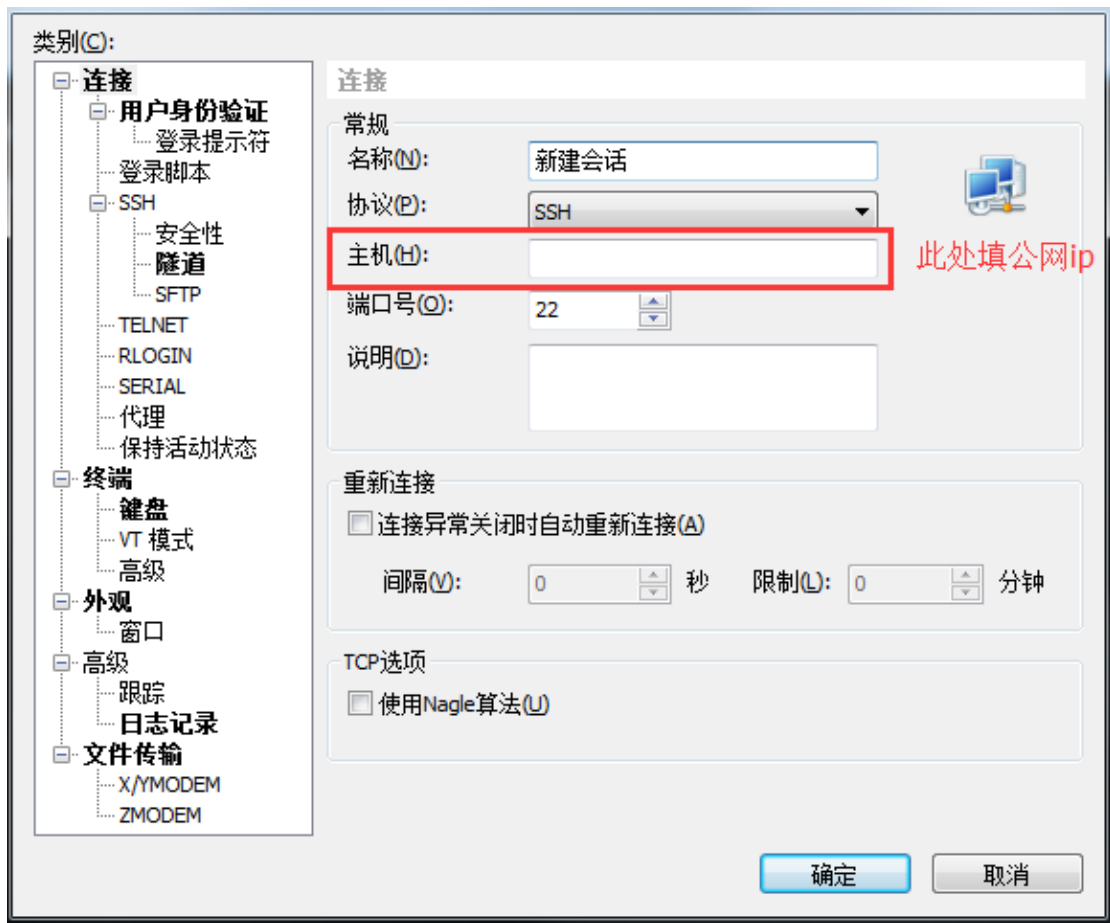 类别(C):
连接
用户身份验证
登录提示符
登录脚本
SSH
安全性
隧道
SFTP
TELNET
RLOGIN
SERIAL
代理
保持活动状态
终端
键盘
VT 模式
高级
外观
窗口
高级
跟踪
日志记录
文件传输
X/YMODEM
ZMODEM
连接
常规
名称(N): 新建会话
协议(P): SSH
主机(H): 此处填公网ip
端口号(O): 22
说明(D):
重新连接
连接异常关闭时自动重新连接(A)
间隔(V): 0 秒 限制(L): 0 分钟
TCP选项
使用Nagle算法(U)
确定 取消